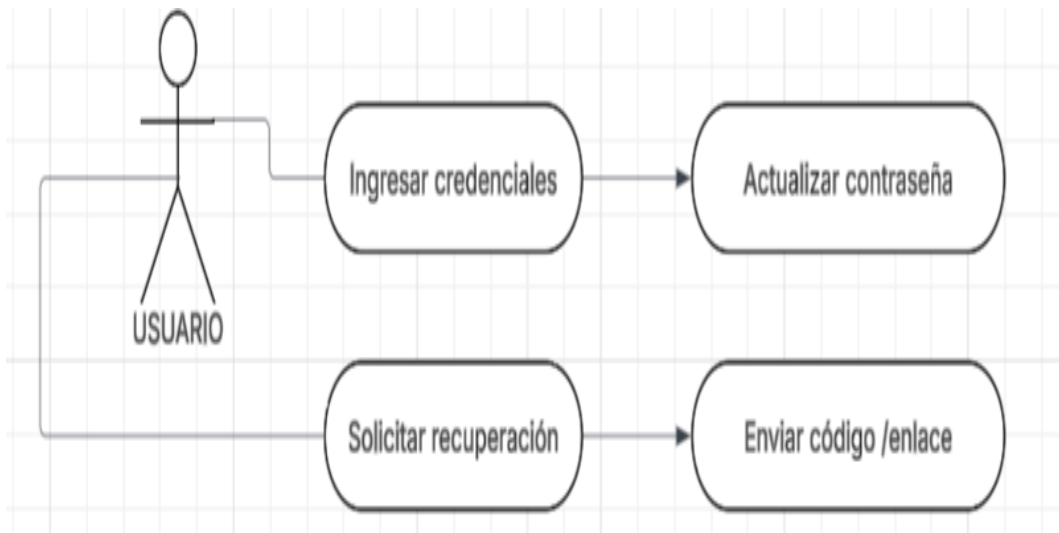 Ingresar credenciales
Actualizar contraseña
USUARIO
Solicitar recuperación
Enviar código /enlace